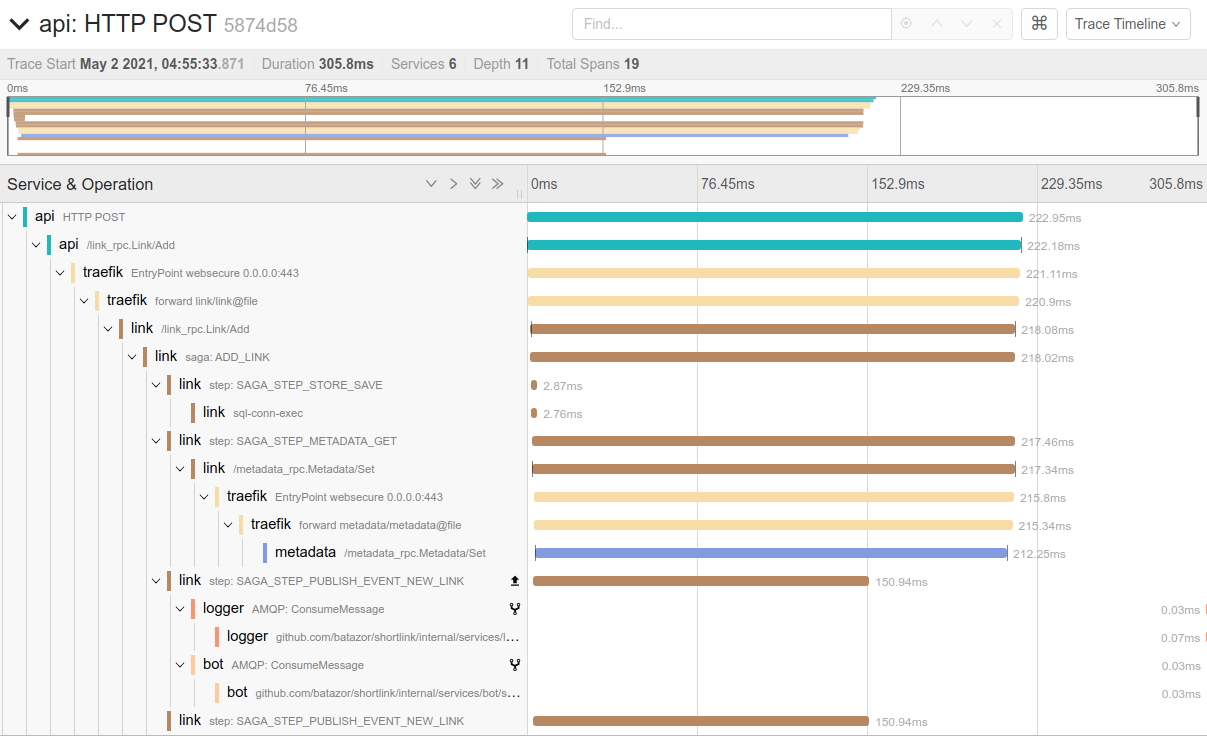 api: HTTP POST 5874d58
Find...
⌘
Trace Timeline
Trace Start May 2 2021, 04:55:33.871 Duration 305.8ms Services 6 Depth 11 Total Spans 19
0ms 76.45ms 152.9ms 229.35ms 305.8ms
Service & Operation 0ms 76.45ms 152.9ms 229.35ms 305.8ms
api HTTP POST 222.95ms
api /link_rpc.Link/Add 222.18ms
traefik EntryPoint websecure 0.0.0.0:443 221.11ms
traefik forward link/link@file 220.9ms
link /link_rpc.Link/Add 218.08ms
link saga: ADD_LINK 218.02ms
link step: SAGA_STEP_STORE_SAVE 2.87ms
link sql-conn-exec 2.76ms
link step: SAGA_STEP_METADATA_GET 217.46ms
link /metadata_rpc.Metadata/Set 217.34ms
traefik EntryPoint websecure 0.0.0.0:443 215.8ms
traefik forward metadata/metadata@file 215.34ms
metadata /metadata_rpc.Metadata/Set 212.25ms
link step: SAGA_STEP_PUBLISH_EVENT_NEW_LINK 150.94ms
logger AMQP: ConsumeMessage 0.03ms
logger github.com/batazor/shortlink/internal/services/l... 0.07ms
bot AMQP: ConsumeMessage 0.03ms
bot github.com/batazor/shortlink/internal/services/bot/s... 0.03ms
link step: SAGA_STEP_PUBLISH_EVENT_NEW_LINK 150.94ms